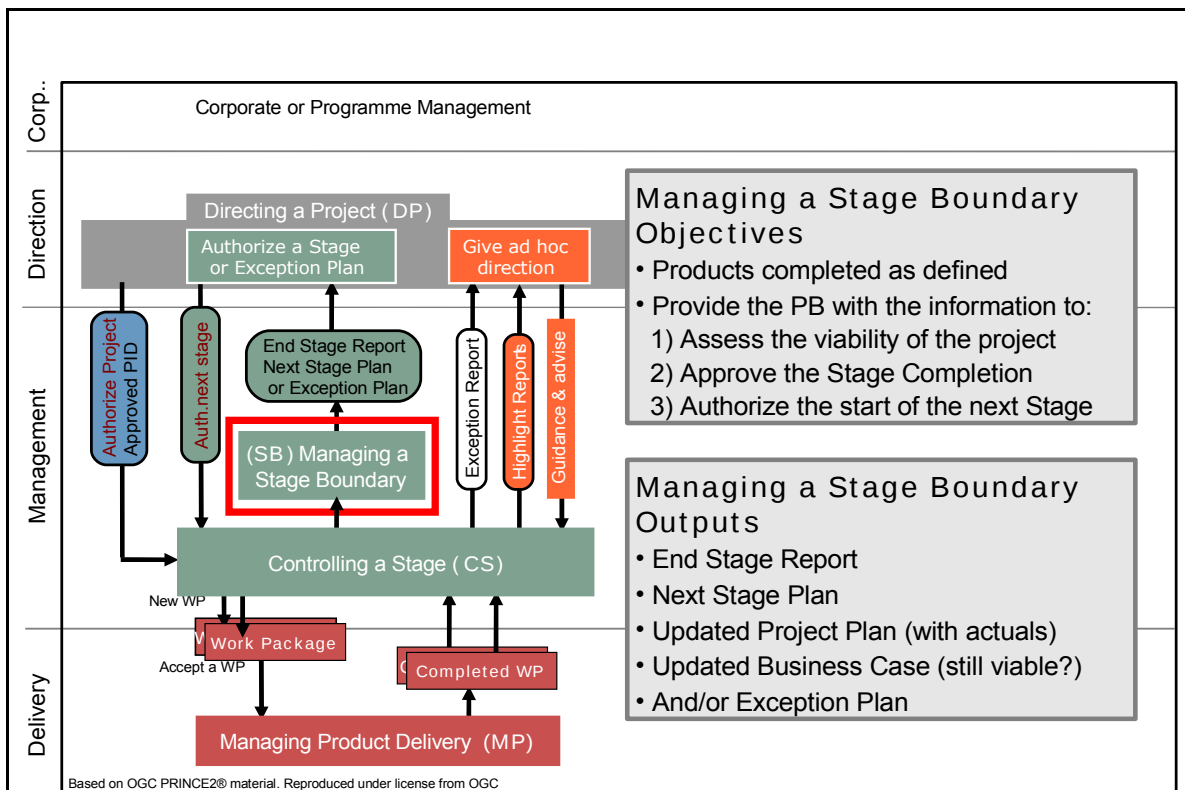 Corp..
Corporate or Programme Management
Direction
Directing a Project (DP)
Authorize a Stage
or Exception Plan
Give ad hoc
direction
Management
Authorize Project
Approved PID
Auth.next stage
End Stage Report
Next Stage Plan
or Exception Plan
(SB) Managing a
Stage Boundary
Exception Report
Highlight Reports
Guidance & advise
Controlling a Stage (CS)
New WP
W
Work Package
Accept a WP
C
Completed WP
Delivery
Managing Product Delivery (MP)
Based on OGC PRINCE2® material. Reproduced under license from OGC
Managing a Stage Boundary
Objectives
• Products completed as defined
• Provide the PB with the information to:
1) Assess the viability of the project
2) Approve the Stage Completion
3) Authorize the start of the next Stage
Managing a Stage Boundary
Outputs
• End Stage Report
• Next Stage Plan
• Updated Project Plan (with actuals)
• Updated Business Case (still viable?)
• And/or Exception Plan